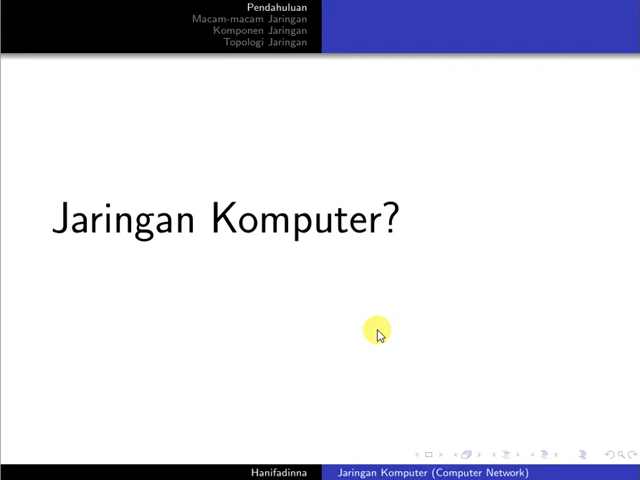 Pendahuluan
Macam-macam Jaringan
Komponen Jaringan
Topologi Jaringan
Jaringan Komputer?
Hanifadinna
Jaringan Komputer (Computer Network)